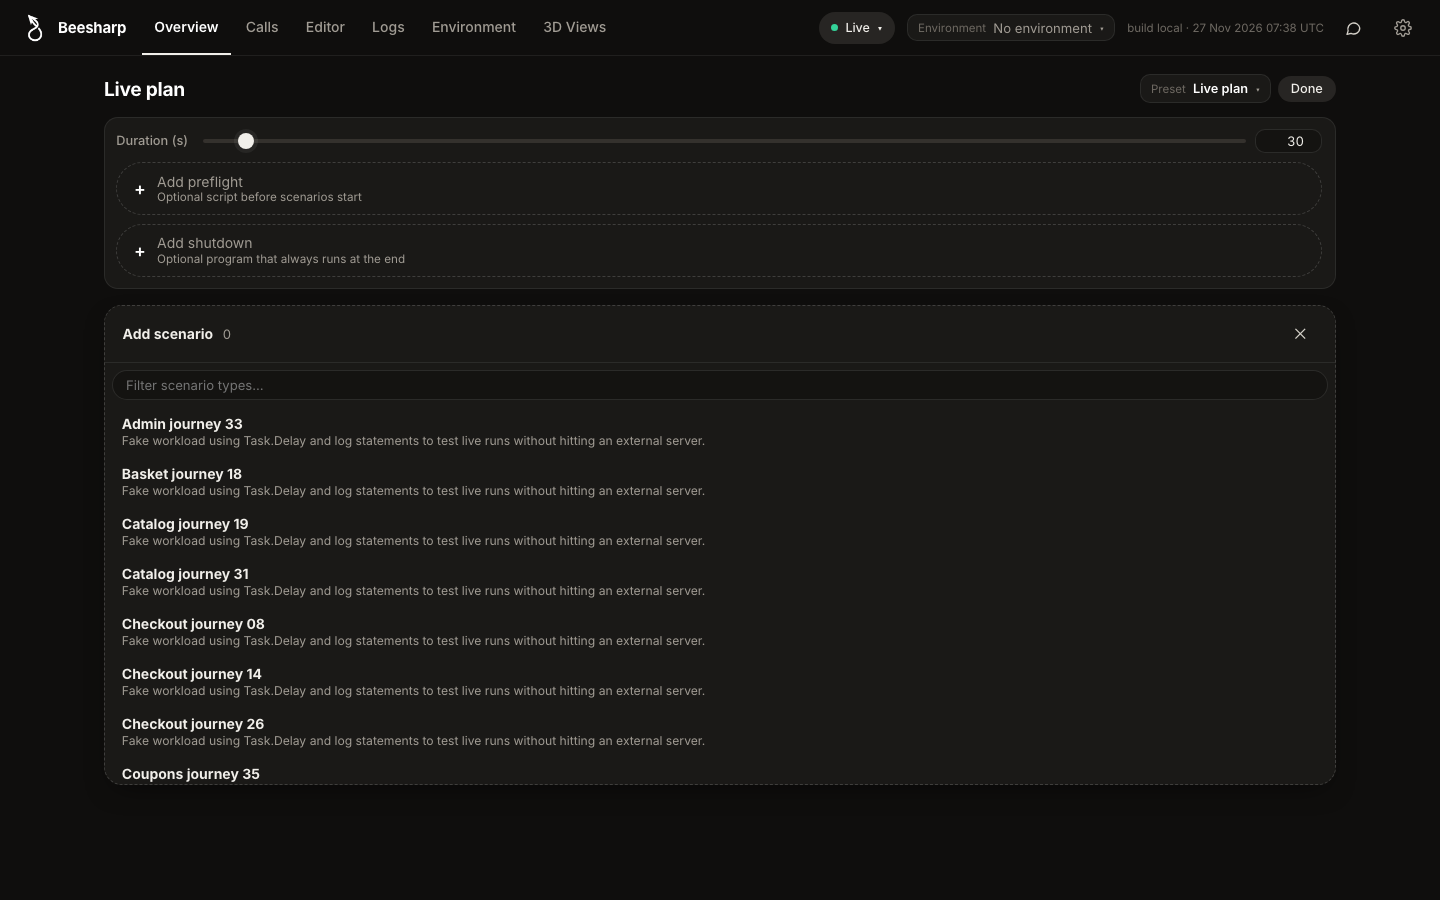 Beesharp
Overview
Calls
Editor
Logs
Environment
3D Views
Live
Environment No environment
build local · 27 Nov 2026 07:38 UTC
Live plan
Preset Live plan
Done
Duration (s)
30
+ Add preflight
Optional script before scenarios start
+ Add shutdown
Optional program that always runs at the end
Add scenario 0
Filter scenario types...
Admin journey 33
Fake workload using Task.Delay and log statements to test live runs without hitting an external server.
Basket journey 18
Fake workload using Task.Delay and log statements to test live runs without hitting an external server.
Catalog journey 19
Fake workload using Task.Delay and log statements to test live runs without hitting an external server.
Catalog journey 31
Fake workload using Task.Delay and log statements to test live runs without hitting an external server.
Checkout journey 08
Fake workload using Task.Delay and log statements to test live runs without hitting an external server.
Checkout journey 14
Fake workload using Task.Delay and log statements to test live runs without hitting an external server.
Checkout journey 26
Fake workload using Task.Delay and log statements to test live runs without hitting an external server.
Coupons journey 35